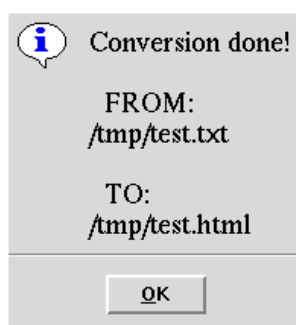 Conversion done!
FROM:
/tmp/test.txt
TO:
/tmp/test.html
OK